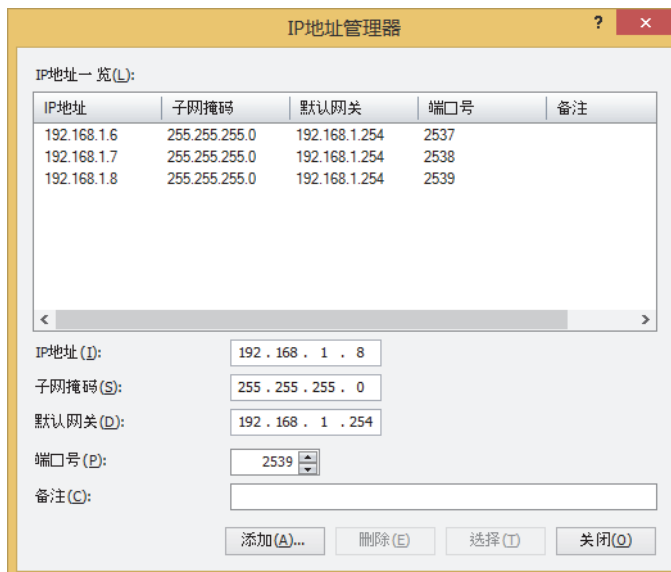 IP地址管理器
?
×
IP地址一 览(L):
IP地址 子网掩码 默认网关 端口号 备注
192.168.1.6 255.255.255.0 192.168.1.254 2537
192.168.1.7 255.255.255.0 192.168.1.254 2538
192.168.1.8 255.255.255.0 192.168.1.254 2539
IP地址(I): 192 . 168 . 1 . 8
子网掩码(S): 255 . 255 . 255 . 0
默认网关(D): 192 . 168 . 1 . 254
端口号(P): 2539
备注(C):
添加(A)... 删除(E) 选择(T) 关闭(O)